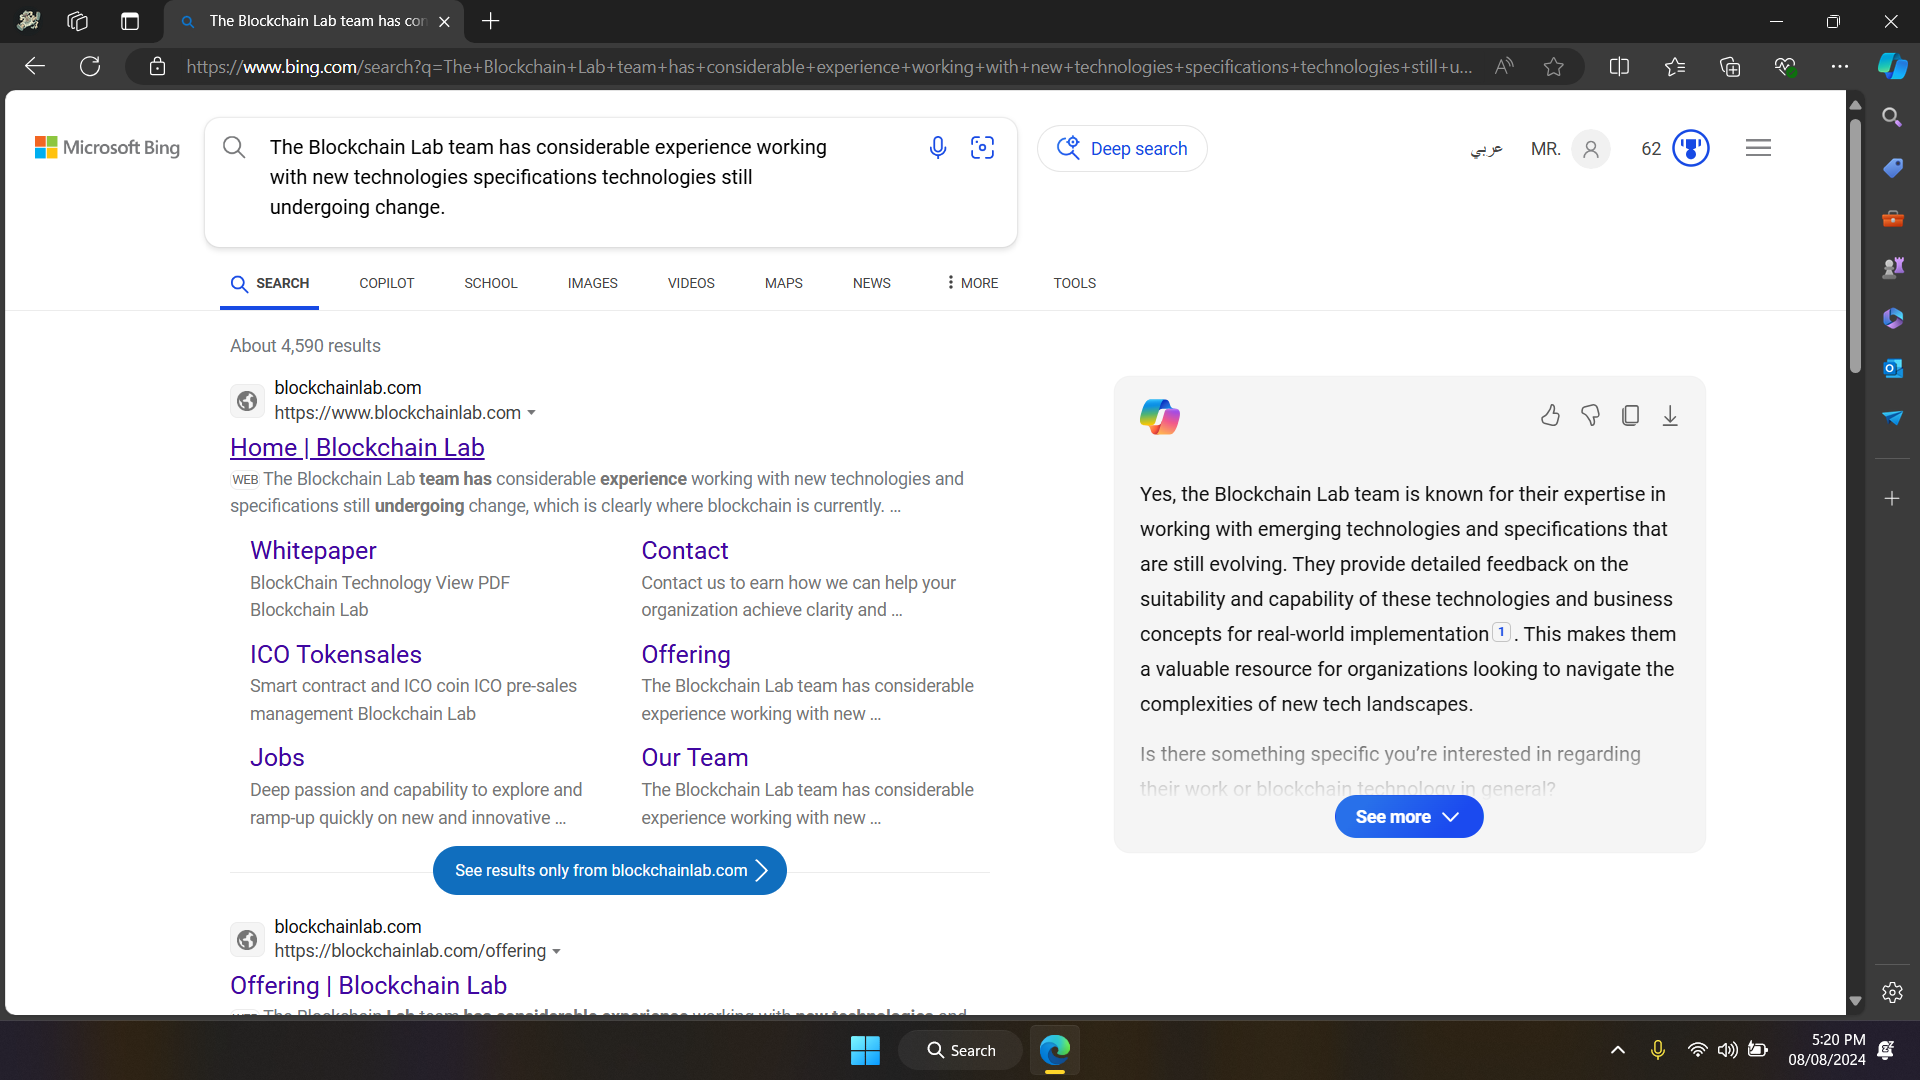 The Blockchain Lab team has con
https://www.bing.com/search?q=The+Blockchain+Lab+team+has+considerable+experience+working+with+new+technologies+specifications+technologies+still+u...
Microsoft Bing
The Blockchain Lab team has considerable experience working
with new technologies specifications technologies still
undergoing change.
Deep search
عربي
MR.
62
SEARCH
COPILOT
SCHOOL
IMAGES
VIDEOS
MAPS
NEWS
MORE
TOOLS
About 4,590 results
blockchainlab.com
https://www.blockchainlab.com
Home | Blockchain Lab
WEB The Blockchain Lab team has considerable experience working with new technologies and
specifications still undergoing change, which is clearly where blockchain is currently. ...
Whitepaper
BlockChain Technology View PDF
Blockchain Lab
Contact
Contact us to earn how we can help your
organization achieve clarity and ...
ICO Tokensales
Smart contract and ICO coin ICO pre-sales
management Blockchain Lab
Offering
The Blockchain Lab team has considerable
experience working with new ...
Jobs
Deep passion and capability to explore and
ramp-up quickly on new and innovative ...
Our Team
The Blockchain Lab team has considerable
experience working with new ...
See results only from blockchainlab.com
blockchainlab.com
https://blockchainlab.com/offering
Offering | Blockchain Lab
The Blockchain Lab team has considerable experience working with new technologies and
Yes, the Blockchain Lab team is known for their expertise in
working with emerging technologies and specifications that
are still evolving. They provide detailed feedback on the
suitability and capability of these technologies and business
concepts for real-world implementation 1 . This makes them
a valuable resource for organizations looking to navigate the
complexities of new tech landscapes.
Is there something specific you’re interested in regarding
their work or blockchain technology in general?
See more
Search
5:20 PM
08/08/2024